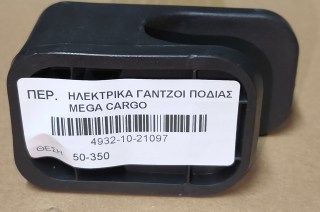 ΠΕΡ. ΗΛΕΚΤΡΙΚΑ ΓΑΝΤΖΟΙ ΠΟΔΙΑΣ
MEGA CARGO
4932-10-21097
ΘΕΣΗ 50-350